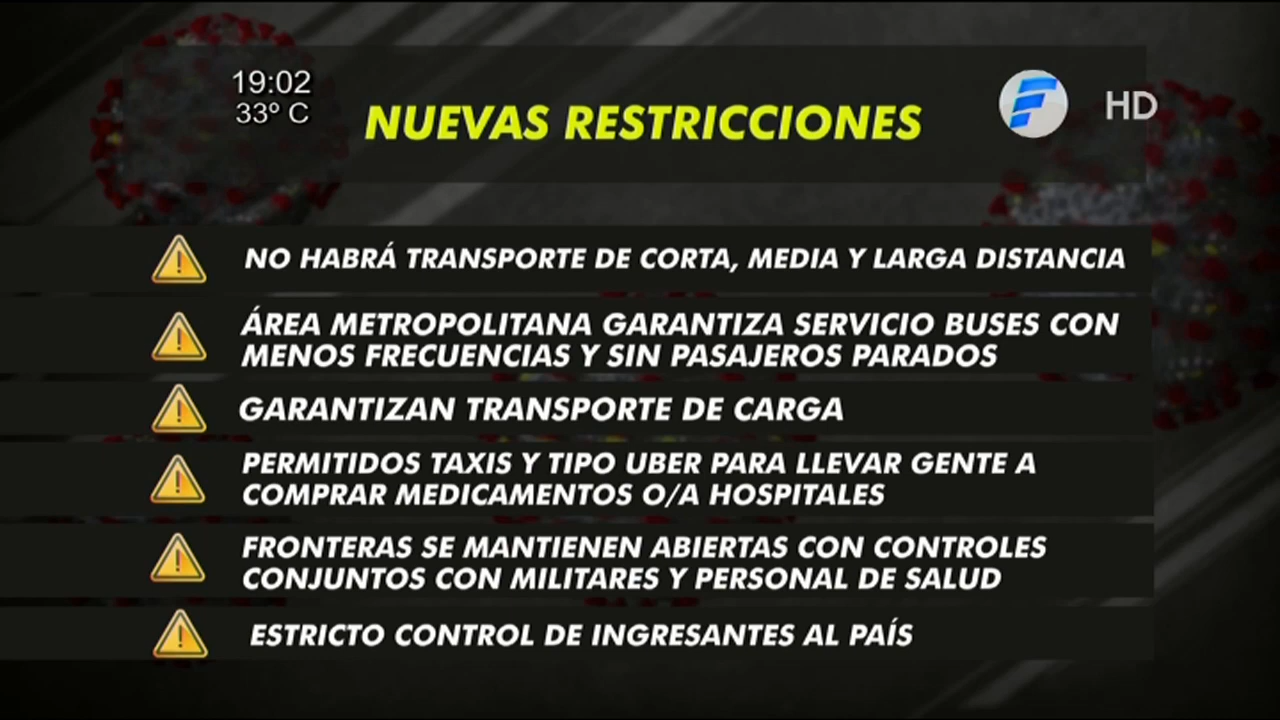 19:02
33º C
NUEVAS RESTRICCIONES
HD
NO HABRÁ TRANSPORTE DE CORTA, MEDIA Y LARGA DISTANCIA
ÁREA METROPOLITANA GARANTIZA SERVICIO BUSES CON
MENOS FRECUENCIAS Y SIN PASAJEROS PARADOS
GARANTIZAN TRANSPORTE DE CARGA
PERMITIDOS TAXIS Y TIPO UBER PARA LLEVAR GENTE A
COMPRAR MEDICAMENTOS O/A HOSPITALES
FRONTERAS SE MANTIENEN ABIERTAS CON CONTROLES
CONJUNTOS CON MILITARES Y PERSONAL DE SALUD
ESTRICTO CONTROL DE INGRESANTES AL PAÍS